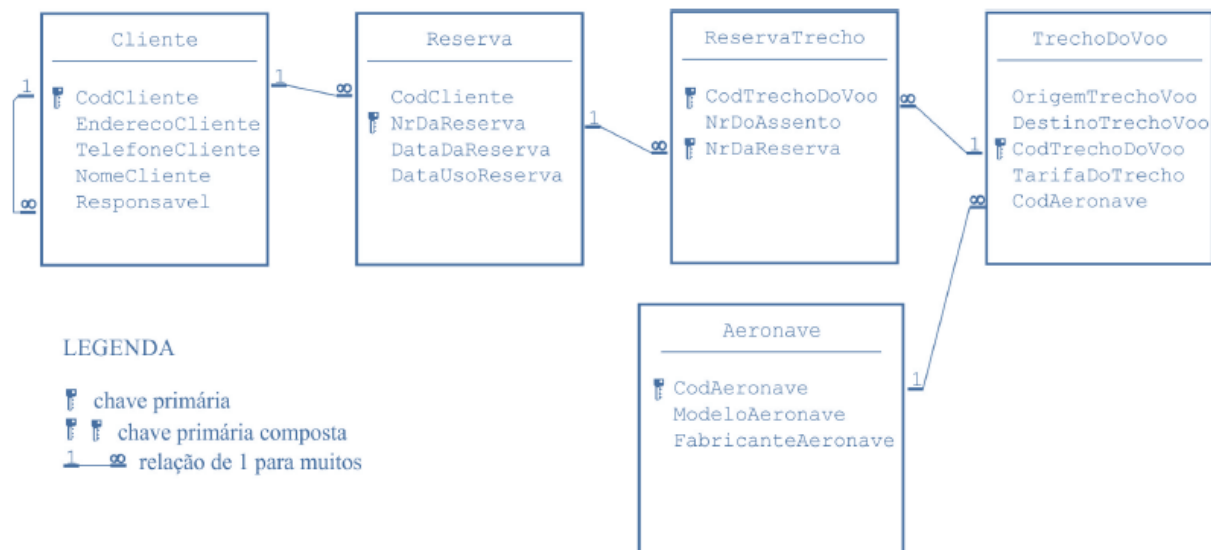 Cliente
CodCliente
EnderecoCliente
TelefoneCliente
NomeCliente
Responsavel
1
∞
1
∞
Reserva
CodCliente
NrDaReserva
DataDaReserva
DataUsoReserva
1
∞
ReservaTrecho
CodTrechoDoVoo
NrDoAssento
NrDaReserva
∞
1
TrechoDoVoo
OrigemTrechoVoo
DestinoTrechoVoo
CodTrechoDoVoo
TarifaDoTrecho
CodAeronave
∞
1
Aeronave
CodAeronave
ModeloAeronave
FabricanteAeronave
LEGENDA
chave primária
chave primária composta
1 ∞ relação de 1 para muitos